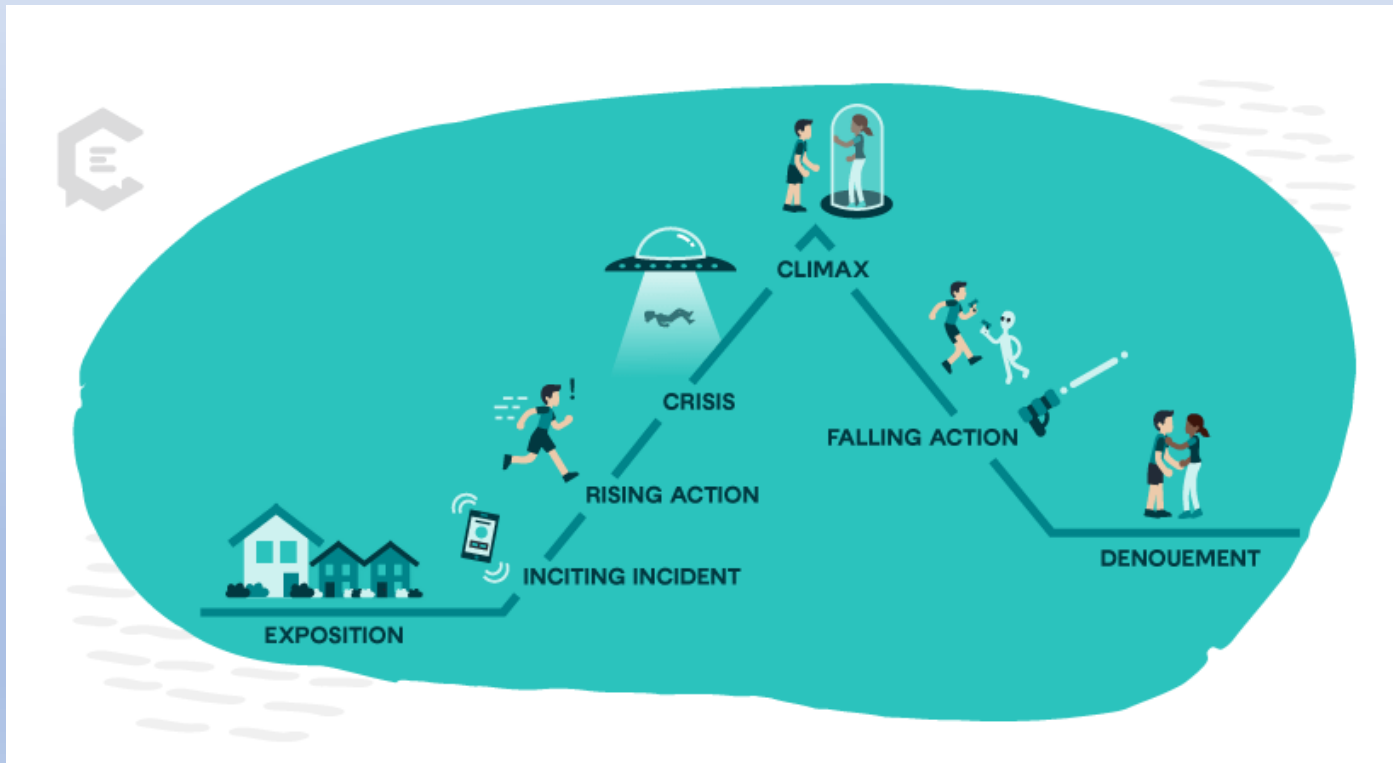 EXPOSITION
INCITING INCIDENT
RISING ACTION
!
CRISIS
CLIMAX
FALLING ACTION
DENOUEMENT